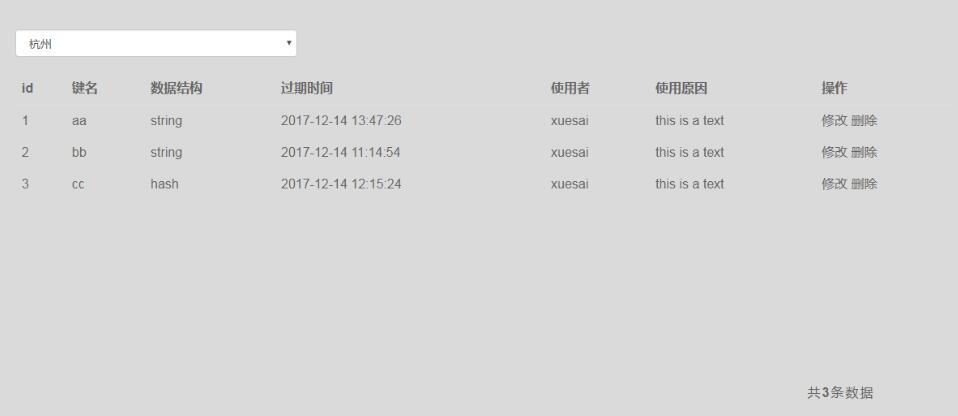 杭州
id 键名 数据结构 过期时间 使用者 使用原因 操作
1 aa string 2017-12-14 13:47:26 xuesai this is a text 修改 删除
2 bb string 2017-12-14 11:14:54 xuesai this is a text 修改 删除
3 cc hash 2017-12-14 12:15:24 xuesai this is a text 修改 删除
共3条数据